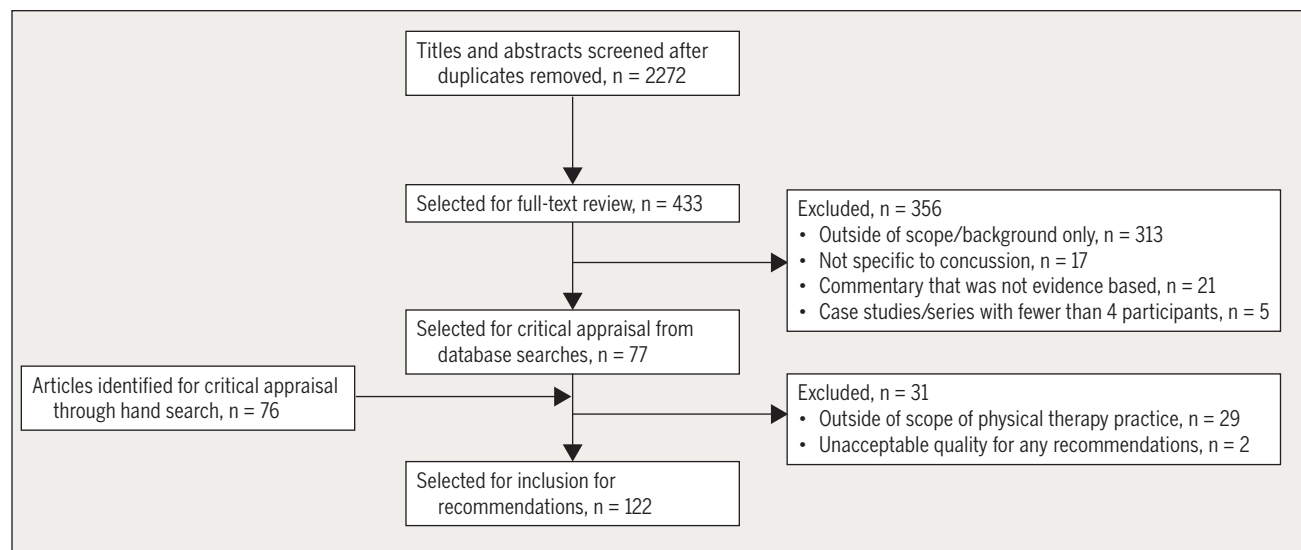 Titles and abstracts screened after
duplicates removed, n = 2272
Selected for full-text review, n = 433
Excluded, n = 356
• Outside of scope/background only, n = 313
• Not specific to concussion, n = 17
• Commentary that was not evidence based, n = 21
• Case studies/series with fewer than 4 participants, n = 5
Selected for critical appraisal from
database searches, n = 77
Articles identified for critical appraisal
through hand search, n = 76
Excluded, n = 31
• Outside of scope of physical therapy practice, n = 29
• Unacceptable quality for any recommendations, n = 2
Selected for inclusion for
recommendations, n = 122